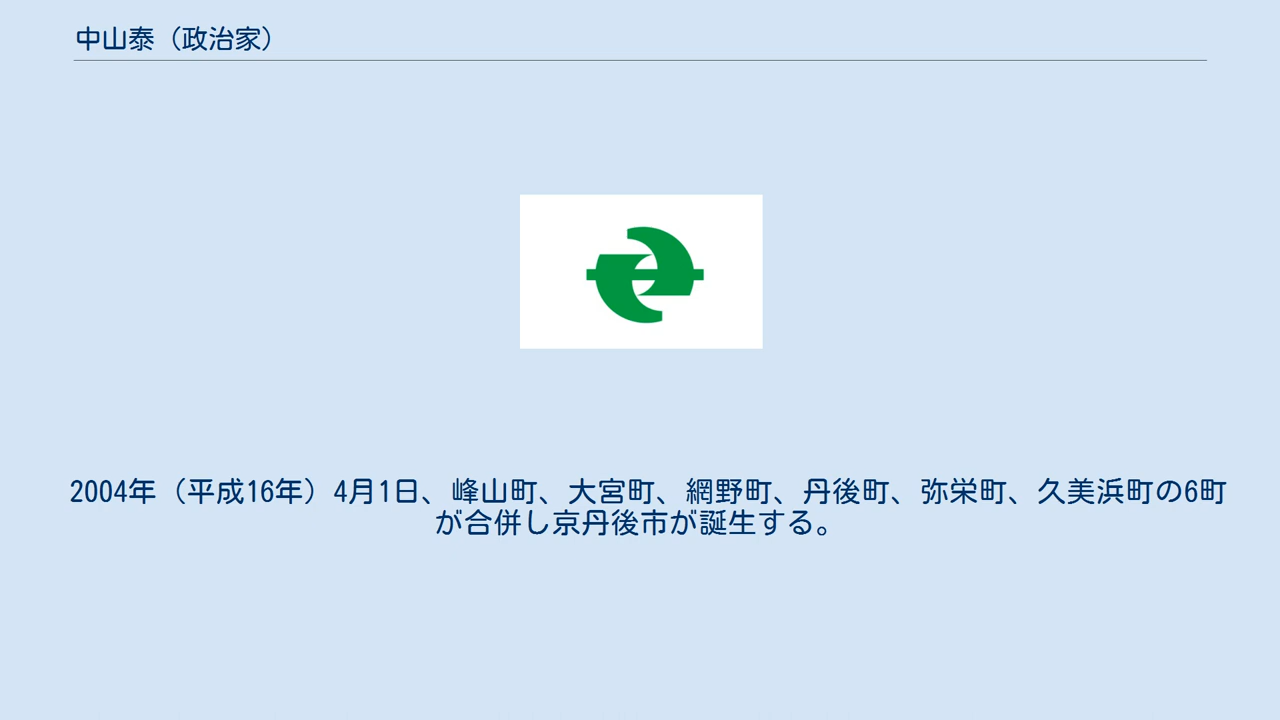 中山泰（政治家）
2004年（平成16年）4月1日、峰山町、大宮町、網野町、丹後町、弥栄町、久美浜町の6町
が合併し京丹後市が誕生する。